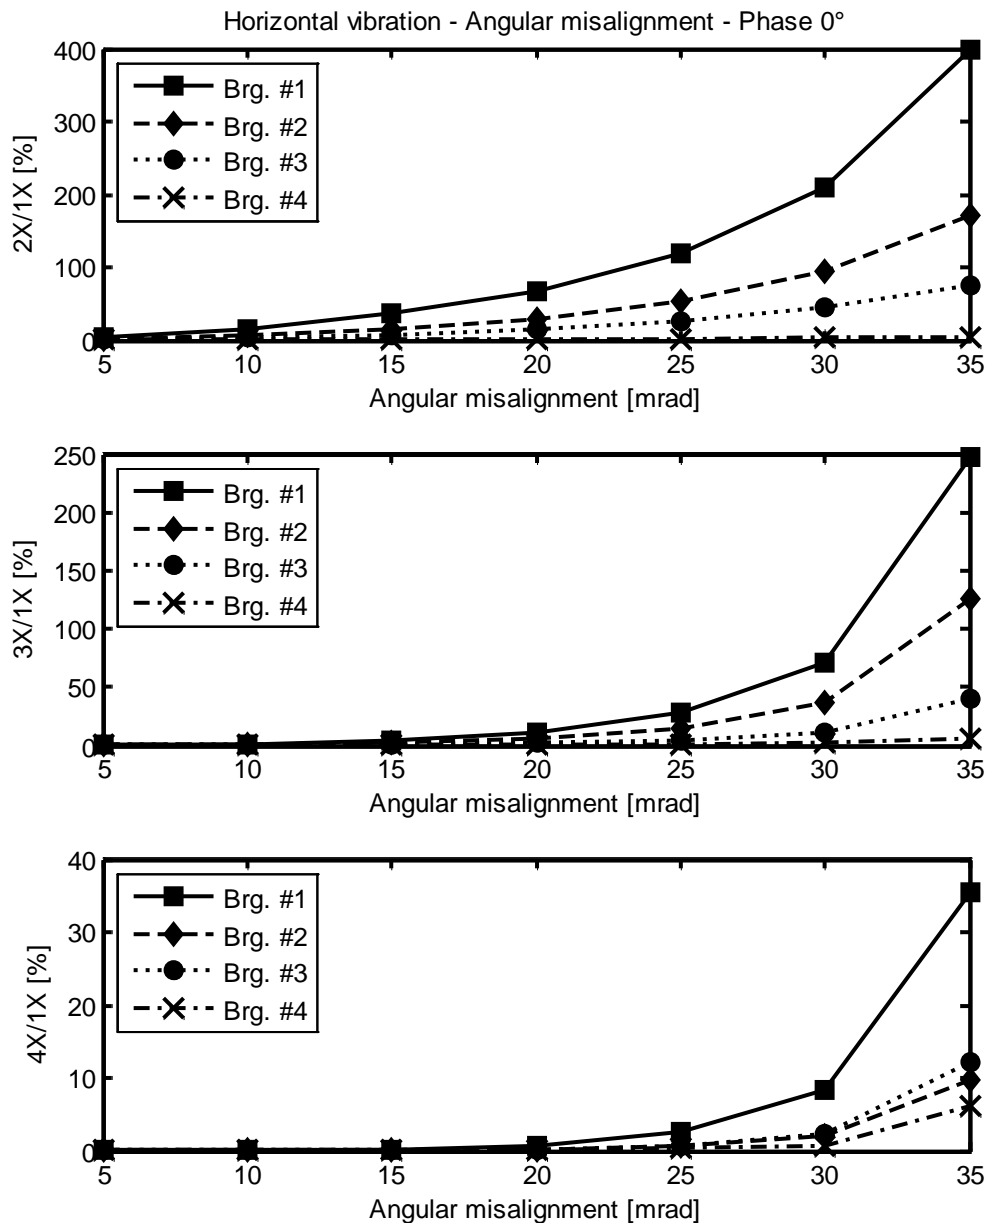 Horizontal vibration - Angular misalignment - Phase 0°
400
300
200
100
0
2X/1X [%]
Brg. #1
Brg. #2
Brg. #3
Brg. #4
5 10 15 20 25 30 35
Angular misalignment [mrad]
250
200
150
100
50
0
3X/1X [%]
Brg. #1
Brg. #2
Brg. #3
Brg. #4
5 10 15 20 25 30 35
Angular misalignment [mrad]
40
30
20
10
0
4X/1X [%]
Brg. #1
Brg. #2
Brg. #3
Brg. #4
5 10 15 20 25 30 35
Angular misalignment [mrad]